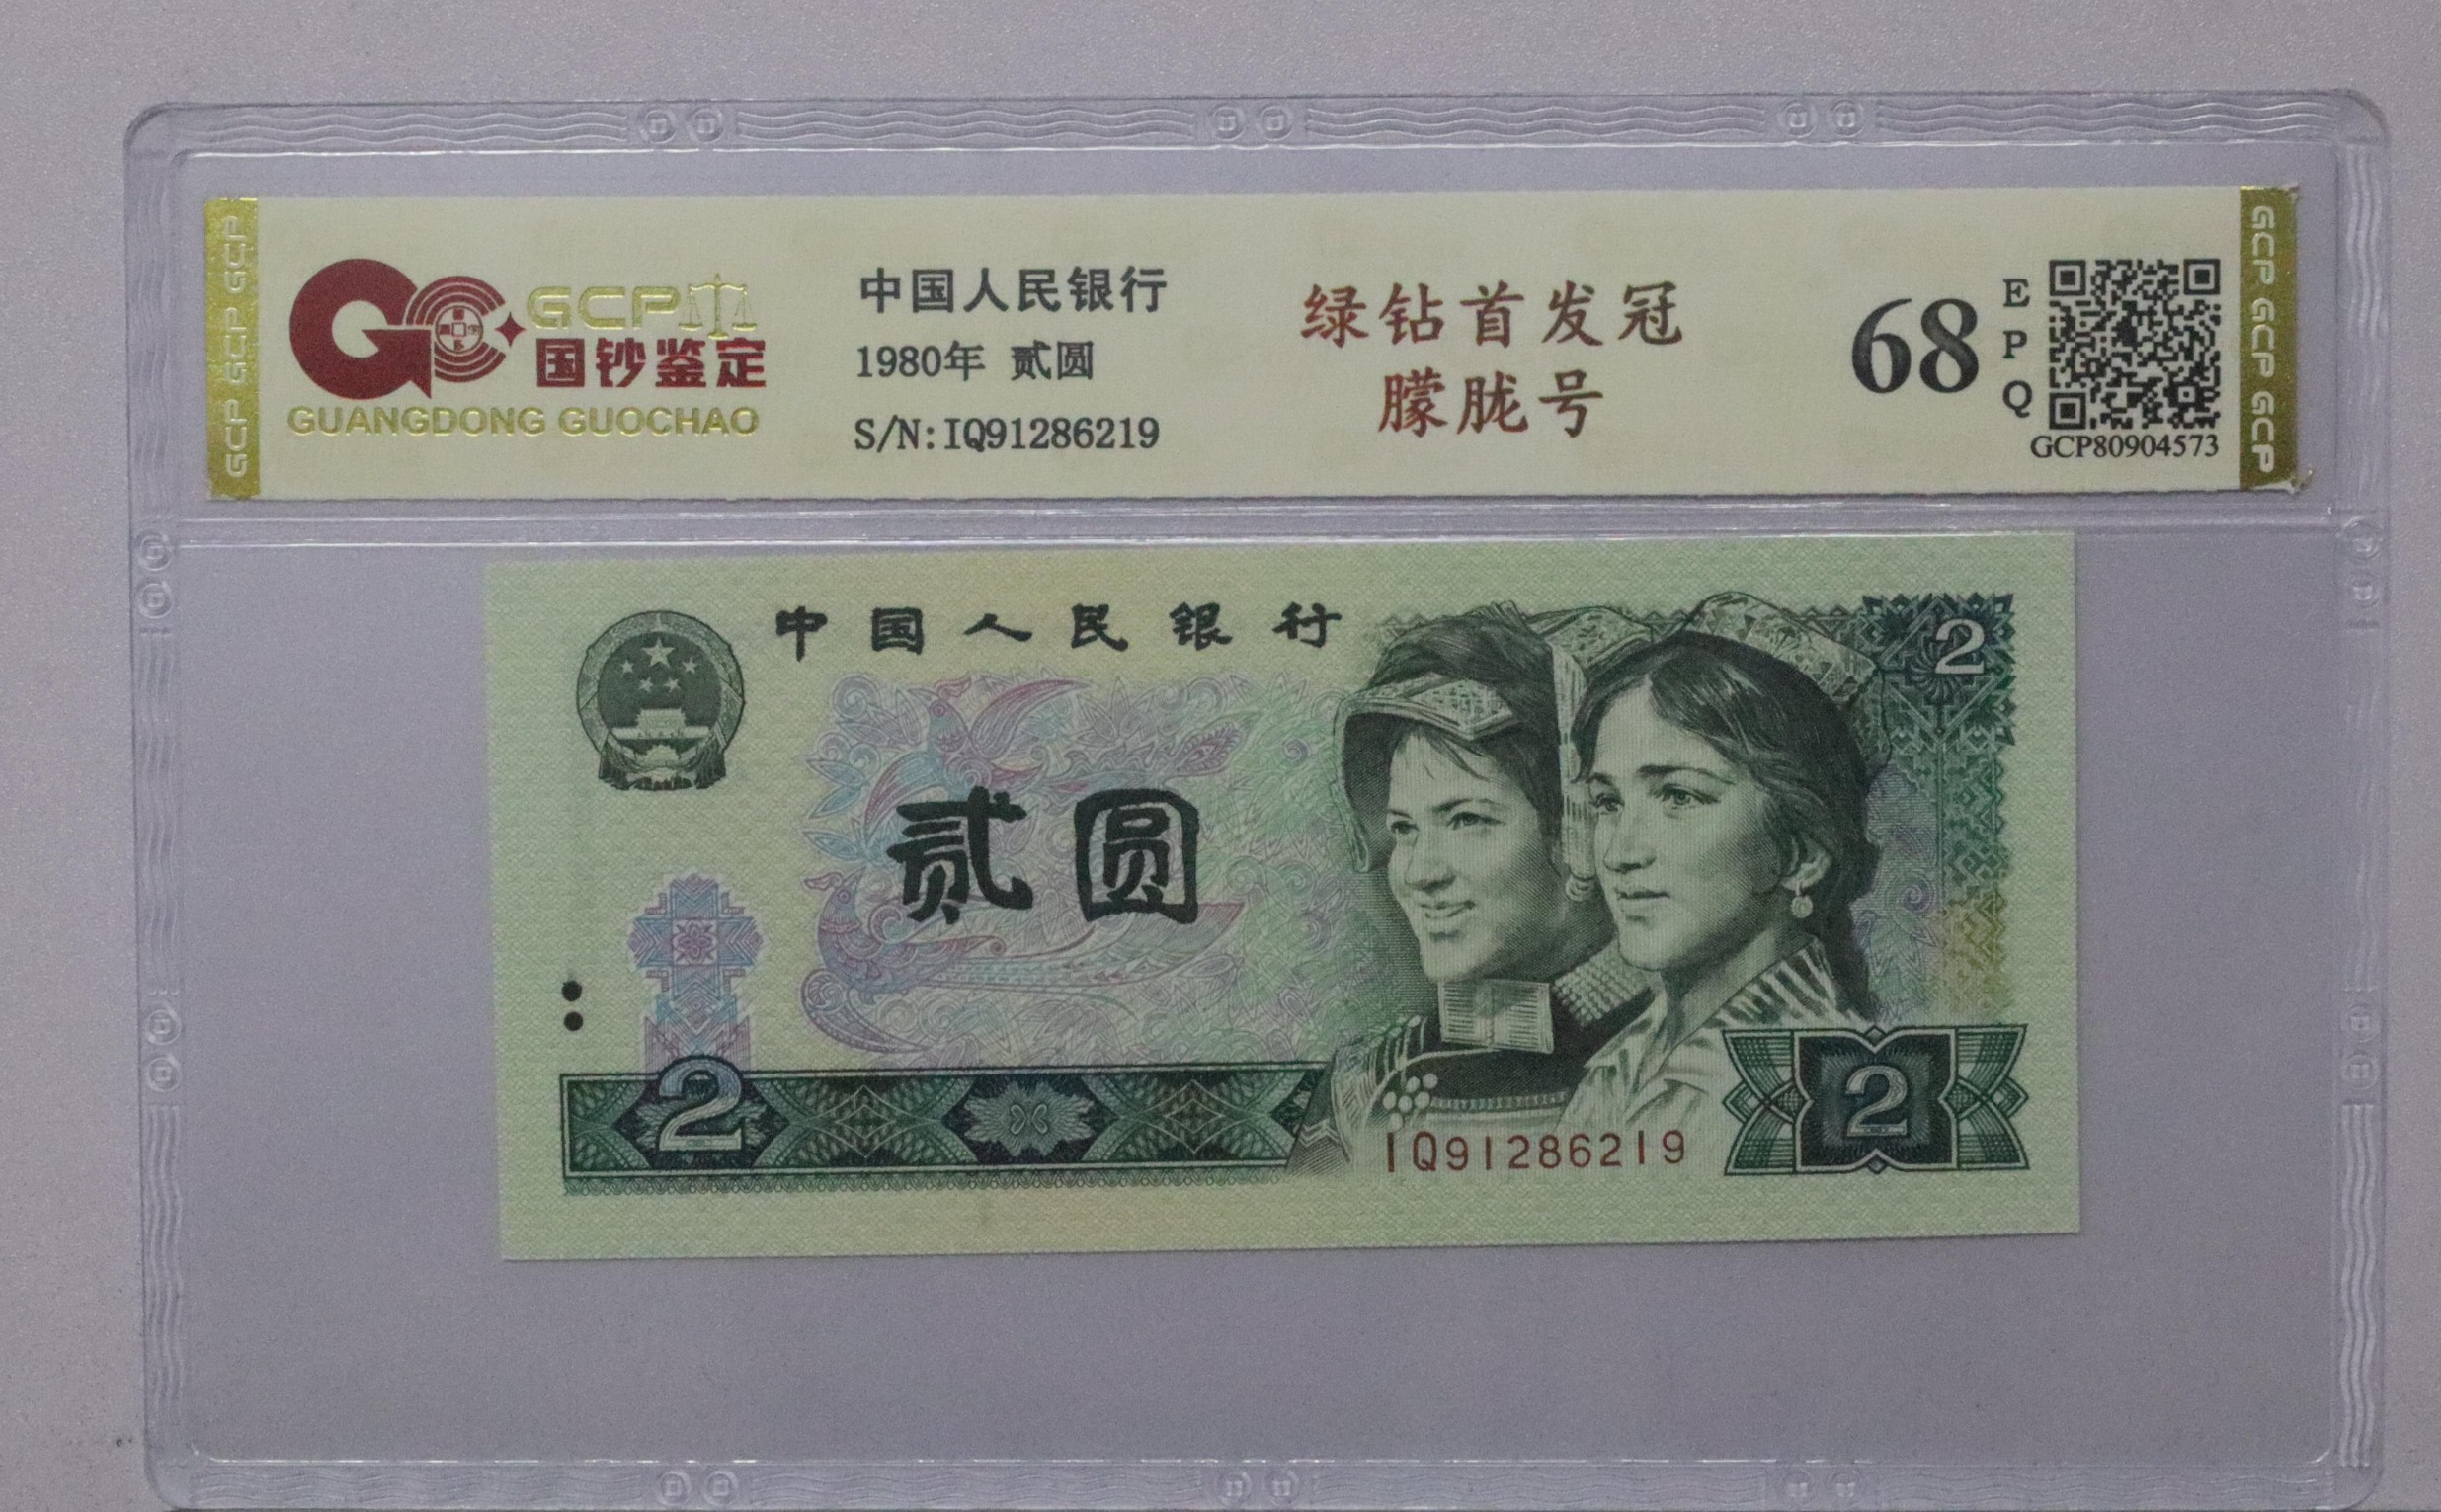 GCP GCP GCP
GCP
国钞鉴定
GUANGDONG GUOCHAO
中国人民银行
1980年 贰圆
S/N:IQ91286219
绿钻首发冠
朦胧号
68
E
P
Q
GCP80904573
GCP GCP GCP
中国人民银行
2
贰圆
2
IQ91286219
2